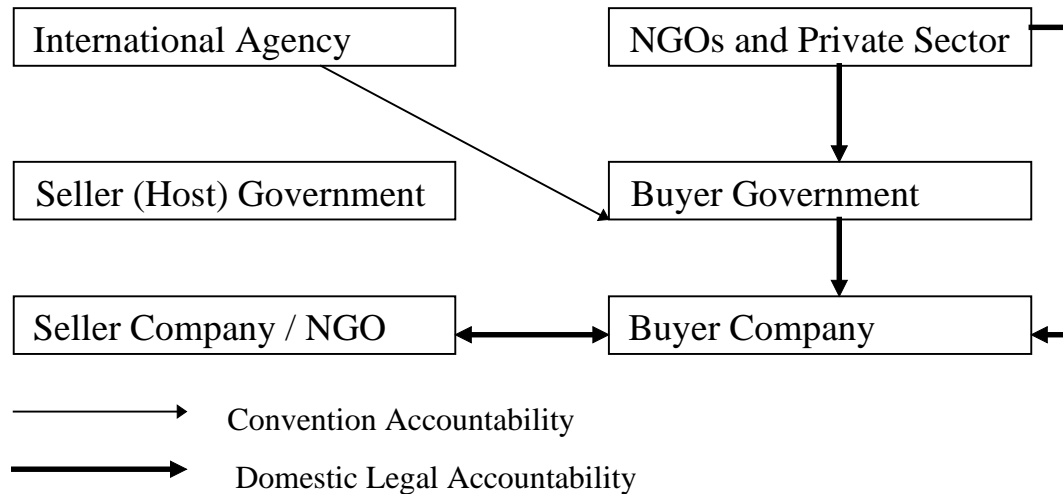 International Agency
NGOs and Private Sector
Seller (Host) Government
Buyer Government
Seller Company / NGO
Buyer Company
Convention Accountability
Domestic Legal Accountability